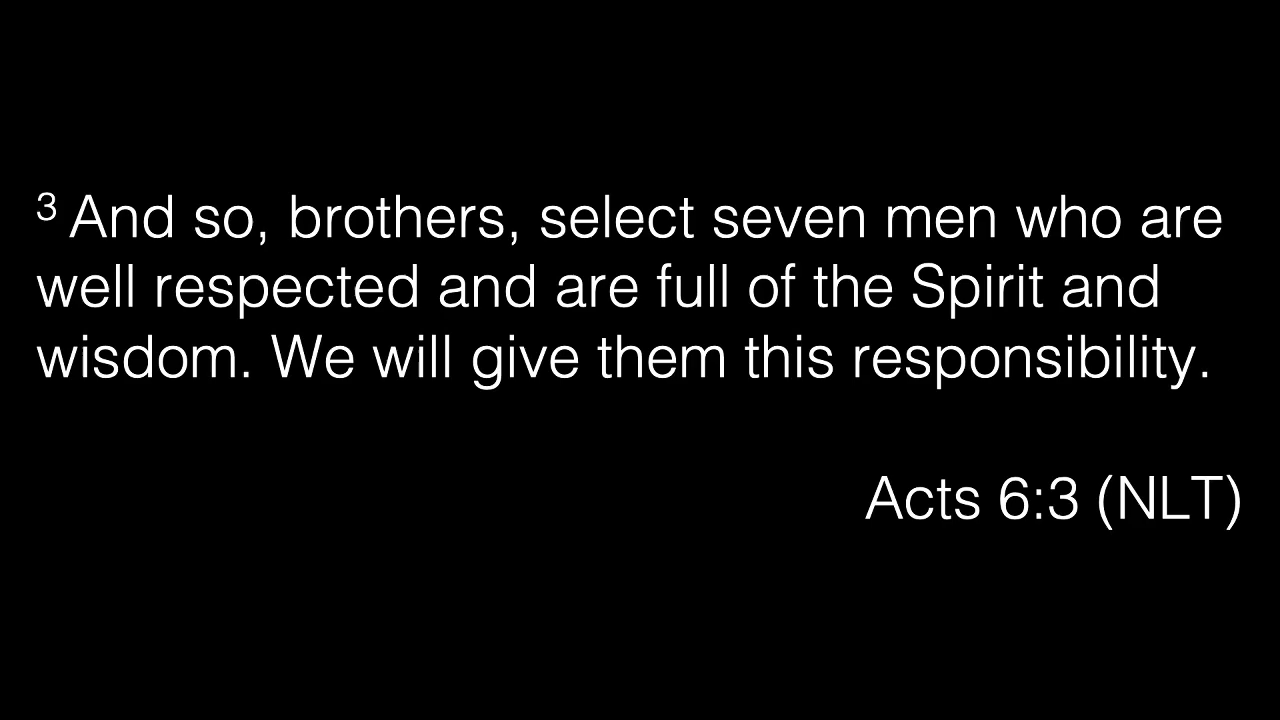 3 And so, brothers, select seven men who are
well respected and are full of the Spirit and
wisdom. We will give them this responsibility.
Acts 6:3 (NLT)